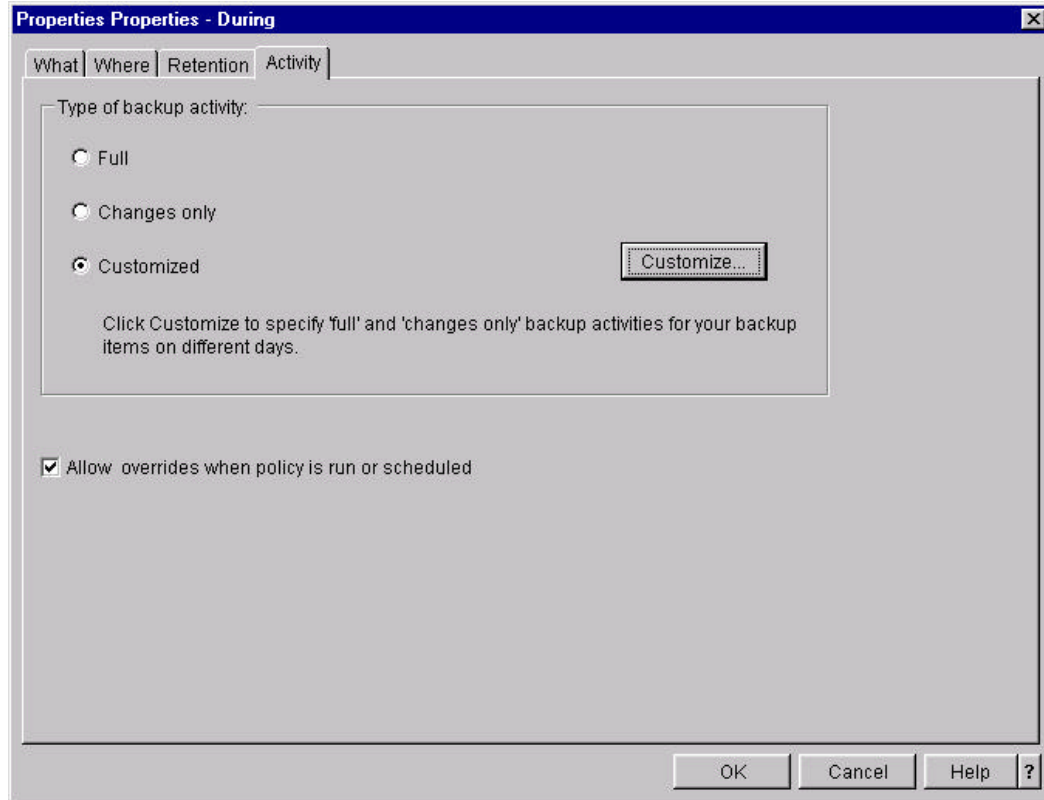 Properties Properties - During
What Where Retention Activity
Type of backup activity:
Full
Changes only
Customized
Customize...
Click Customize to specify 'full' and 'changes only' backup activities for your backup
items on different days.
Allow overrides when policy is run or scheduled
OK Cancel Help ?